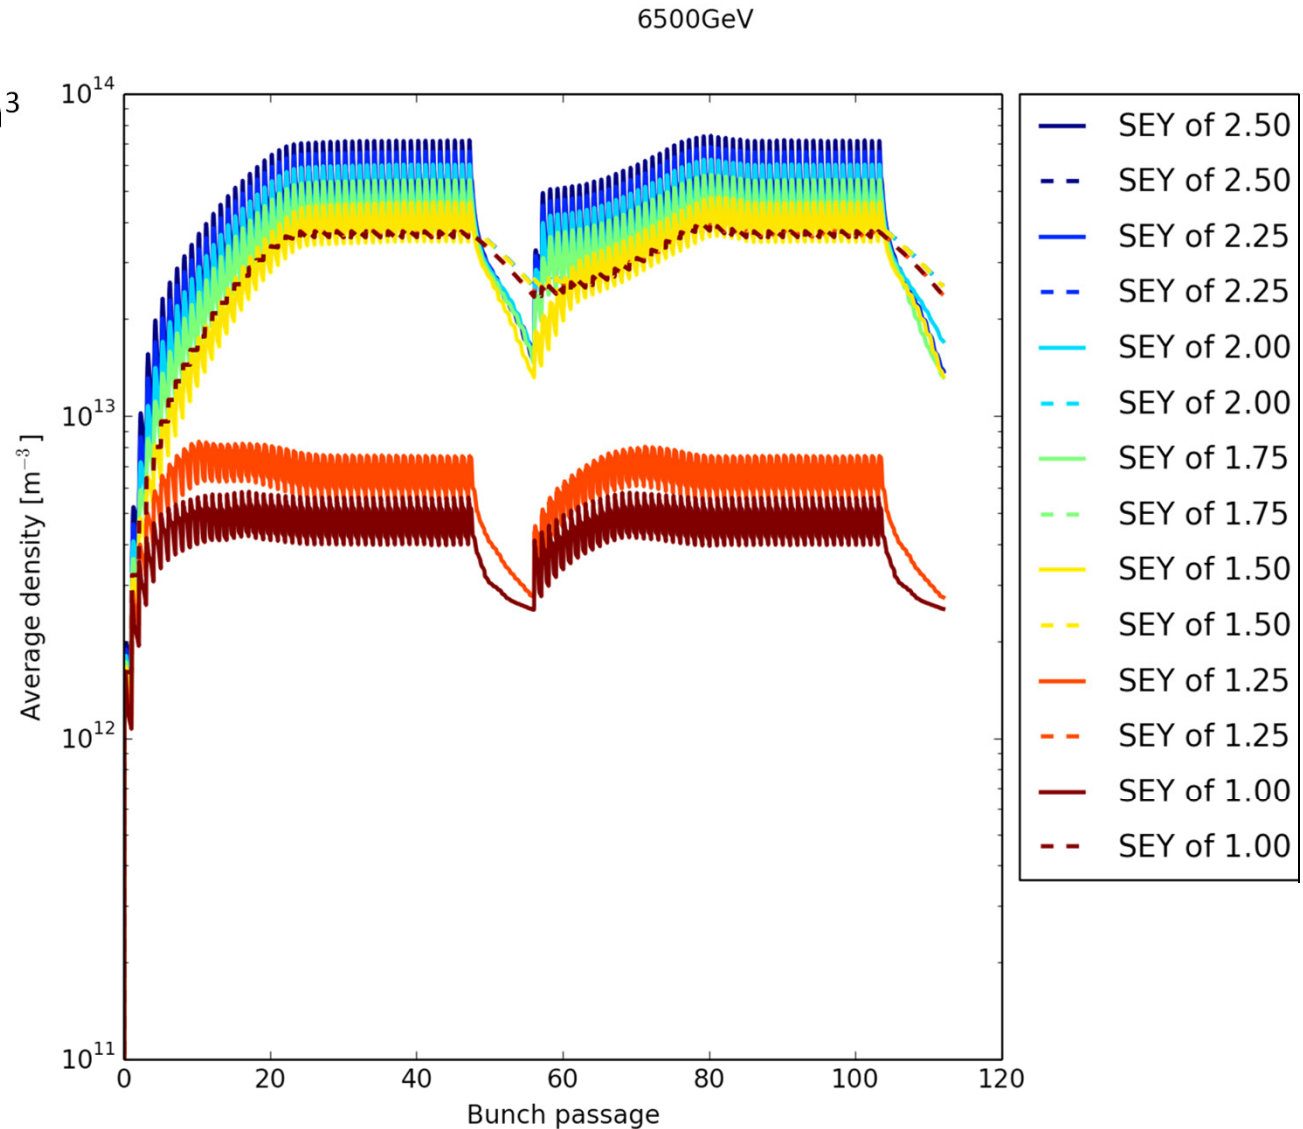 6500GeV
3
10^14
10^13
10^12
10^11
Average density [m^−3]
0 20 40 60 80 100 120
Bunch passage
SEY of 2.50
SEY of 2.50
SEY of 2.25
SEY of 2.25
SEY of 2.00
SEY of 2.00
SEY of 1.75
SEY of 1.75
SEY of 1.50
SEY of 1.50
SEY of 1.25
SEY of 1.25
SEY of 1.00
SEY of 1.00